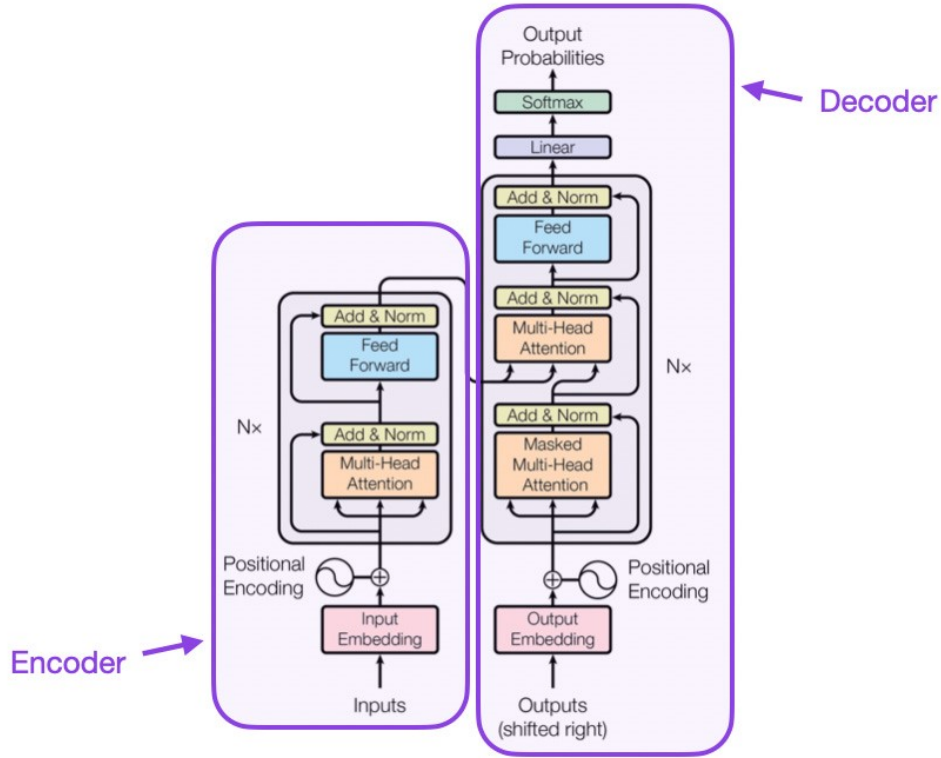 Output
Probabilities
Softmax
Linear
Add & Norm
Feed
Forward
Add & Norm
Multi-Head
Attention
Nx
Add & Norm
Masked
Multi-Head
Attention
Positional
Encoding
Output
Embedding
Outputs
(shifted right)
Decoder
Add & Norm
Feed
Forward
Nx
Add & Norm
Multi-Head
Attention
Positional
Encoding
Input
Embedding
Inputs
Encoder